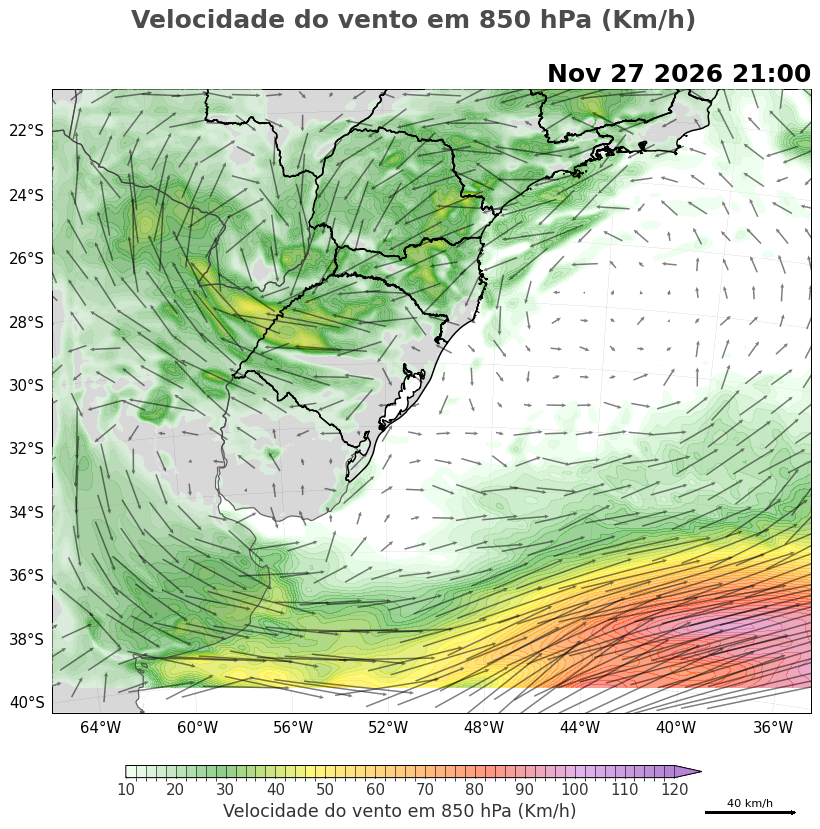 Velocidade do vento em 850 hPa (Km/h)
Nov 27 2026 21:00
22°S
24°S
26°S
28°S
30°S
32°S
34°S
36°S
38°S
40°S
64°W 60°W 56°W 52°W 48°W 44°W 40°W 36°W
10 20 30 40 50 60 70 80 90 100 110 120
Velocidade do vento em 850 hPa (Km/h)
40 km/h